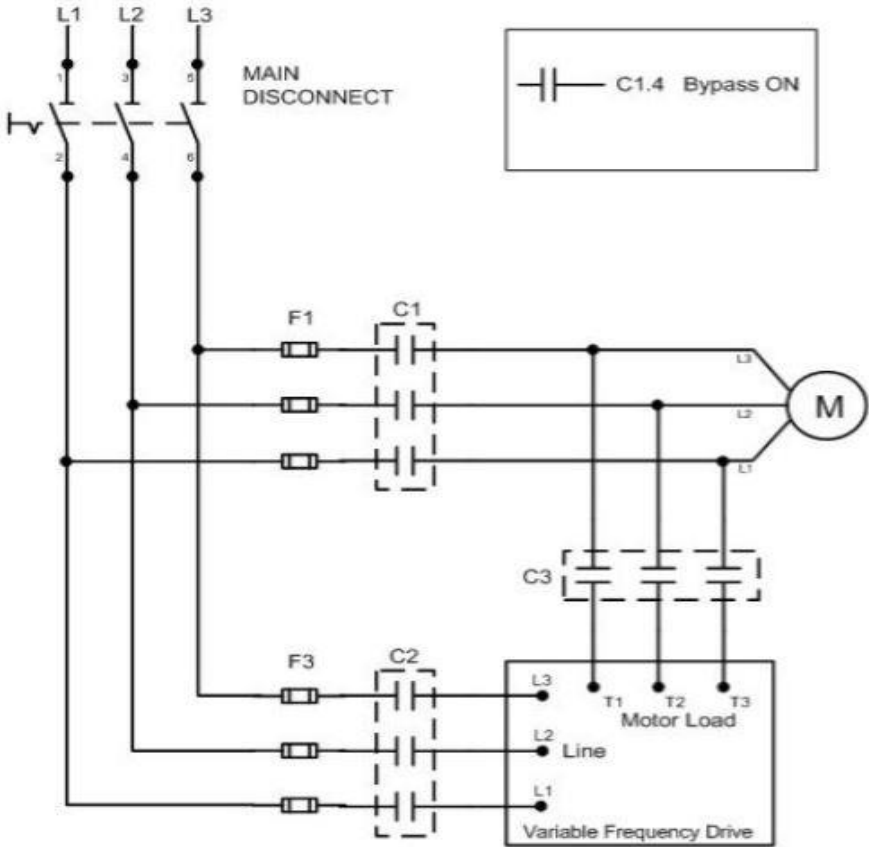 L1 L2 L3
1 3 5
MAIN
DISCONNECT
2 4 6
C1.4 Bypass ON
F1 C1
L3
L2
L1
M
C3
F3 C2
L3
T1 T2 T3
Motor Load
L2
Line
L1
Variable Frequency Drive